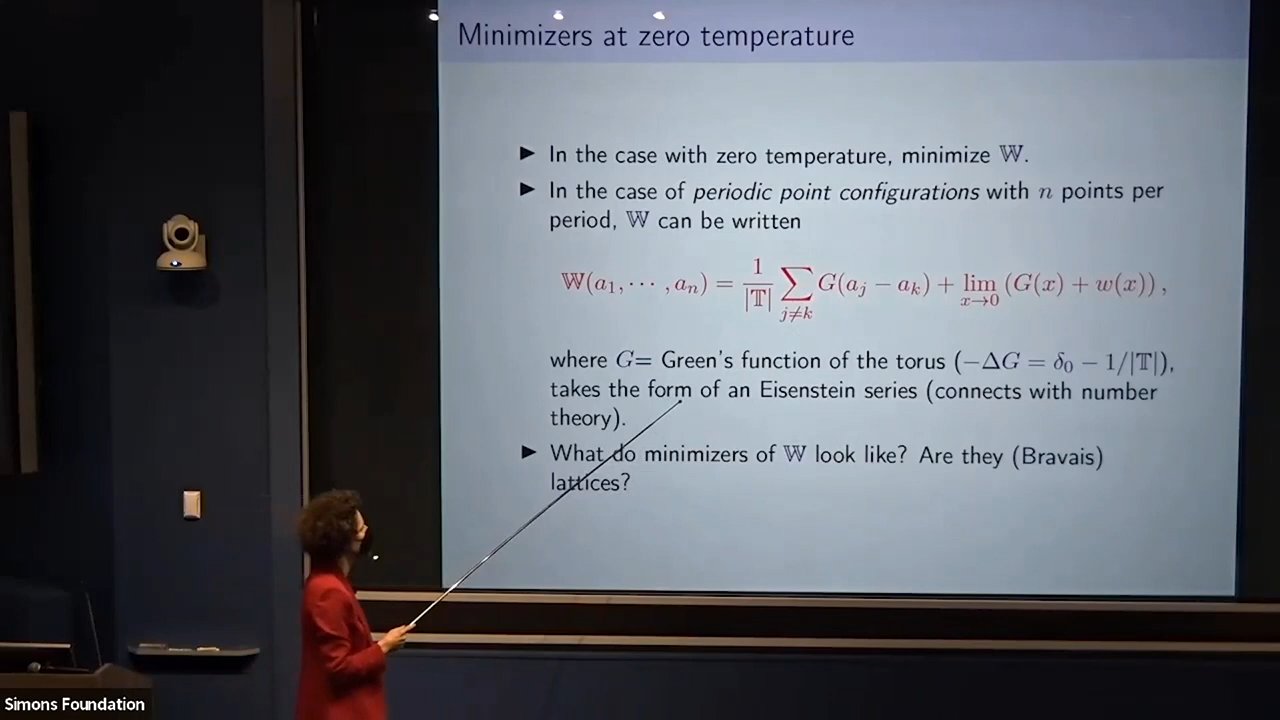 Minimizers at zero temperature
▶ In the case with zero temperature, minimize 𝕎.
▶ In the case of periodic point configurations with n points per
period, 𝕎 can be written
𝕎(a₁, ⋯ , aₙ) = 1/|𝕋| ∑_{j≠k} G(aⱼ − aₖ) + lim_{x→0} (G(x) + w(x)) ,
where G= Green's function of the torus (−ΔG = δ₀ − 1/|𝕋|),
takes the form of an Eisenstein series (connects with number
theory).
▶ What do minimizers of 𝕎 look like? Are they (Bravais)
lattices?
Simons Foundation